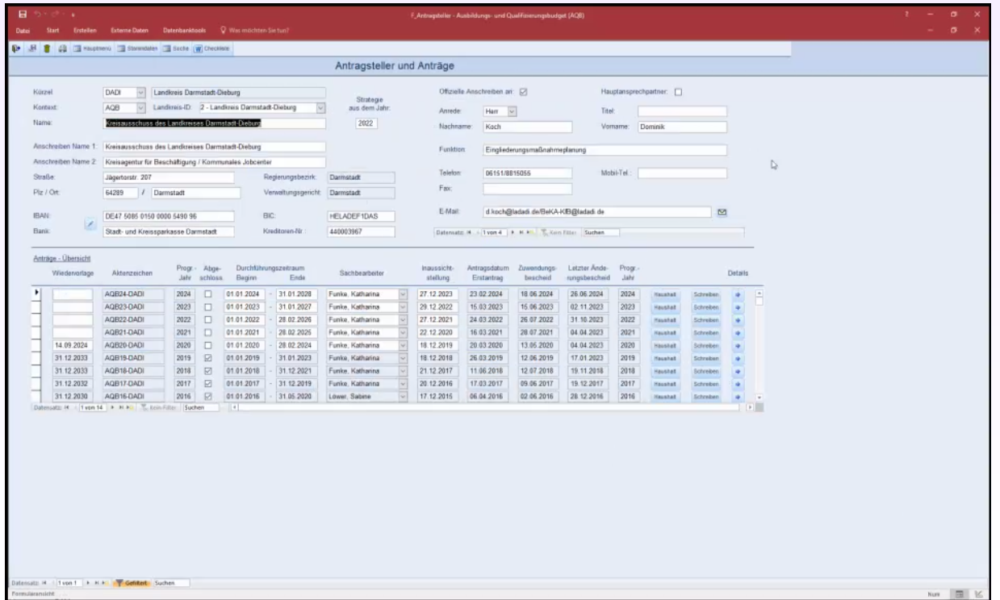 F_Antragsteller - Ausbildungs- und Qualifizierungsbudget (AQB)
Datei Start Erstellen Externe Daten Datenbanktools Was möchten Sie tun?
Hauptmenü Stammdaten Suche Checkliste
Antragsteller und Anträge
Kürzel: DADI Landkreis Darmstadt-Dieburg Strategie aus dem Jahr: Offizielle Anschreiben an: Hauptansprechpartner:
Kontext: AQB Landkreis-ID: 2 - Landkreis Darmstadt-Dieburg Anrede: Herr Titel:
Name: Kreisausschuss des Landkreises Darmstadt-Dieburg 2022 Nachname: Koch Vorname: Dominik
Anschreiben Name 1: Kreisausschuss des Landkreises Darmstadt-Dieburg Funktion: Eingliederungsmaßnahmeplanung
Anschreiben Name 2: Kreisagentur für Beschäftigung / Kommunales Jobcenter
Straße: Jägertorstr. 207 Regierungsbezirk: Darmstadt Telefon: 06151/8815055 Mobil-Tel.:
Plz / Ort: 64289 / Darmstadt Verwaltungsgericht: Darmstadt Fax:
IBAN: DE47 5085 0150 0000 5490 96 BIC: HELADEF1DAS E-Mail: d.koch@ladadi.de/BeKA-KfB@ladadi.de
Bank: Stadt- und Kreissparkasse Darmstadt Kreditoren-Nr.: 440003967 Datensatz: 1 von 4 Kein Filter Suchen
Anträge - Übersicht
Wiedervorlage Aktenzeichen Progr.-Jahr Abge-schloss. Durchführungszeitraum Beginn Ende Sachbearbeiter Inaussicht-stellung Antragsdatum Erstantrag Zuwendungs-bescheid Letzter Ände-rungsbescheid Progr.-Jahr Details
AQB24-DADI 2024 01.01.2024 - 31.01.2028 Funke, Katharina 27.12.2023 23.02.2024 18.06.2024 26.06.2024 2024 Haushalt Schreiben
AQB23-DADI 2023 01.01.2023 - 31.01.2027 Funke, Katharina 29.12.2022 15.03.2023 15.06.2023 02.11.2023 2023 Haushalt Schreiben
AQB22-DADI 2022 01.01.2022 - 28.02.2026 Funke, Katharina 27.12.2021 24.03.2022 26.07.2022 31.10.2023 2022 Haushalt Schreiben
AQB21-DADI 2021 01.01.2021 - 28.02.2025 Funke, Katharina 22.12.2020 16.03.2021 28.07.2021 04.04.2023 2021 Haushalt Schreiben
14.09.2024 AQB20-DADI 2020 01.01.2020 - 28.02.2024 Funke, Katharina 18.12.2019 20.03.2020 13.05.2020 04.04.2023 2020 Haushalt Schreiben
31.12.2033 AQB19-DADI 2019 01.01.2019 - 31.01.2023 Funke, Katharina 18.12.2018 26.03.2019 12.06.2019 17.01.2023 2019 Haushalt Schreiben
31.12.2033 AQB18-DADI 2018 01.01.2018 - 31.12.2021 Funke, Katharina 21.12.2017 11.06.2018 12.07.2018 19.11.2018 2018 Haushalt Schreiben
31.12.2032 AQB17-DADI 2017 01.01.2017 - 31.12.2019 Funke, Katharina 20.12.2016 17.03.2017 09.06.2017 19.12.2017 2017 Haushalt Schreiben
31.12.2030 AQB16-DADI 2016 01.01.2016 - 31.05.2020 Löwer, Sabine 17.12.2015 06.04.2016 02.06.2016 28.12.2016 2016 Haushalt Schreiben
Datensatz: 1 von 14 Kein Filter Suchen
Datensatz: 1 von 1 Gefiltert Suchen
Formularansicht Num